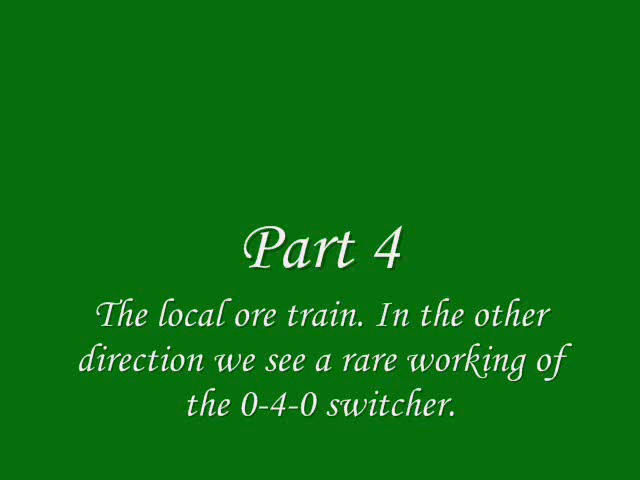 Part 4
The local ore train. In the other
direction we see a rare working of
the 0-4-0 switcher.